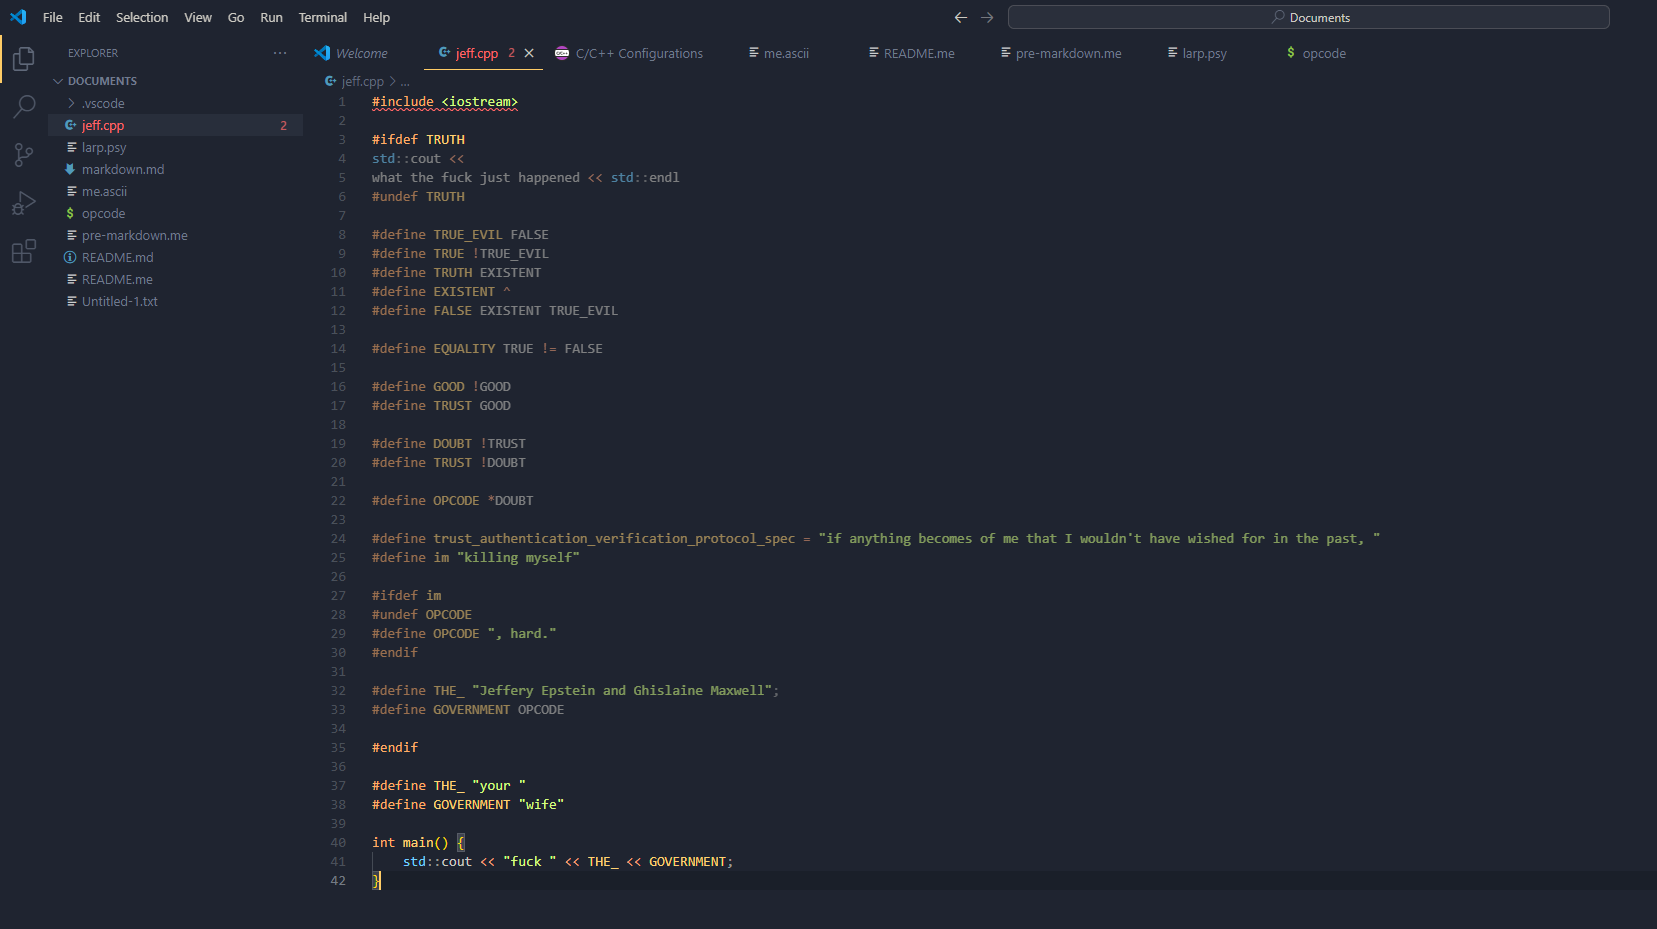 File Edit Selection View Go Run Terminal Help
Documents
EXPLORER
Welcome
jeff.cpp 2
C/C++ Configurations
me.ascii
README.me
pre-markdown.me
larp.psy
$ opcode
DOCUMENTS
.vscode
jeff.cpp 2
larp.psy
markdown.md
me.ascii
$ opcode
pre-markdown.me
README.md
README.me
Untitled-1.txt
jeff.cpp > ...
1 #include <iostream>
2
3 #ifdef TRUTH
4 std::cout <<
5 what the fuck just happened << std::endl
6 #undef TRUTH
7
8 #define TRUE_EVIL FALSE
9 #define TRUE !TRUE_EVIL
10 #define TRUTH EXISTENT
11 #define EXISTENT ^
12 #define FALSE EXISTENT TRUE_EVIL
13
14 #define EQUALITY TRUE != FALSE
15
16 #define GOOD !GOOD
17 #define TRUST GOOD
18
19 #define DOUBT !TRUST
20 #define TRUST !DOUBT
21
22 #define OPCODE *DOUBT
23
24 #define trust_authentication_verification_protocol_spec = "if anything becomes of me that I wouldn't have wished for in the past, "
25 #define im "killing myself"
26
27 #ifdef im
28 #undef OPCODE
29 #define OPCODE ", hard."
30 #endif
31
32 #define THE_ "Jeffery Epstein and Ghislaine Maxwell";
33 #define GOVERNMENT OPCODE
34
35 #endif
36
37 #define THE_ "your "
38 #define GOVERNMENT "wife"
39
40 int main() {
41     std::cout << "fuck " << THE_ << GOVERNMENT;
42 }